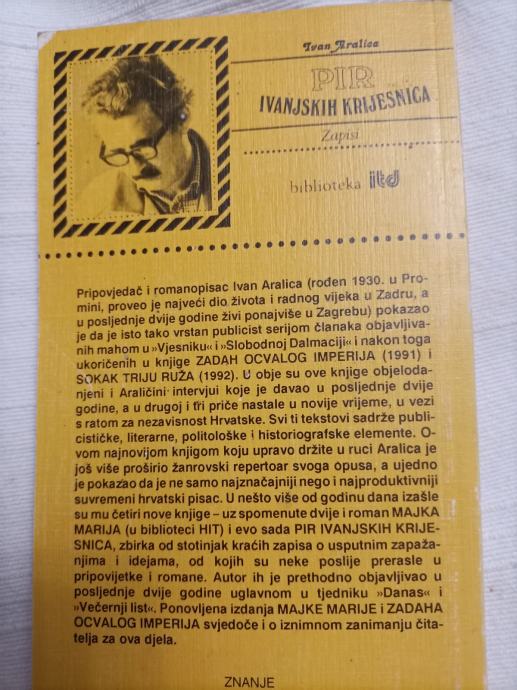 Ivan Aralica
PIR
IVANJSKIH KRIJESNICA
Zapisi
biblioteka itd
Pripovjedač i romanopisac Ivan Aralica (rođen 1930. u Pro-
mini, proveo je najveći dio života i radnog vijeka u Zadru, a
u posljednje dvije godine živi ponajviše u Zagrebu) pokazao
je da je isto tako vrstan publicist serijom članaka objavljiva-
nih mahom u »Vjesniku« i »Slobodnoj Dalmaciji« i nakon toga
ukoričenih u knjige ZADAH OCVALOG IMPERIJA (1991) i
SOKAK TRIJU RUŽA (1992). U obje su ove knjige objeloda-
njeni i Araličini intervjui koje je davao u posljednje dvije
godine, a u drugoj i tri priče nastale u novije vrijeme, u vezi
s ratom za nezavisnost Hrvatske. Svi ti tekstovi sadrže publi-
cističke, literarne, politološke i historiografske elemente. O-
vom najnovijom knjigom koju upravo držite u ruci Aralica je
još više proširio žanrovski repertoar svoga opusa, a ujedno
je pokazao da je ne samo najznačajniji nego i najproduktivniji
suvremeni hrvatski pisac. U nešto više od godinu dana izašle
su mu četiri nove knjige – uz spomenute dvije i roman MAJKA
MARIJA (u biblioteci HIT) i evo sada PIR IVANJSKIH KRIJE-
SNICA, zbirka od stotinjak kraćih zapisa o usputnim zapaža-
njima i idejama, od kojih su neke poslije prerasle u
pripovijetke i romane. Autor ih je prethodno objavljivao u
posljednje dvije godine uglavnom u tjedniku »Danas« i
»Večernji list«. Ponovljena izdanja MAJKE MARIJE i ZADAHA
OCVALOG IMPERIJA svjedoče i o iznimnom zanimanju čita-
telja za ova djela.
ZNANJE